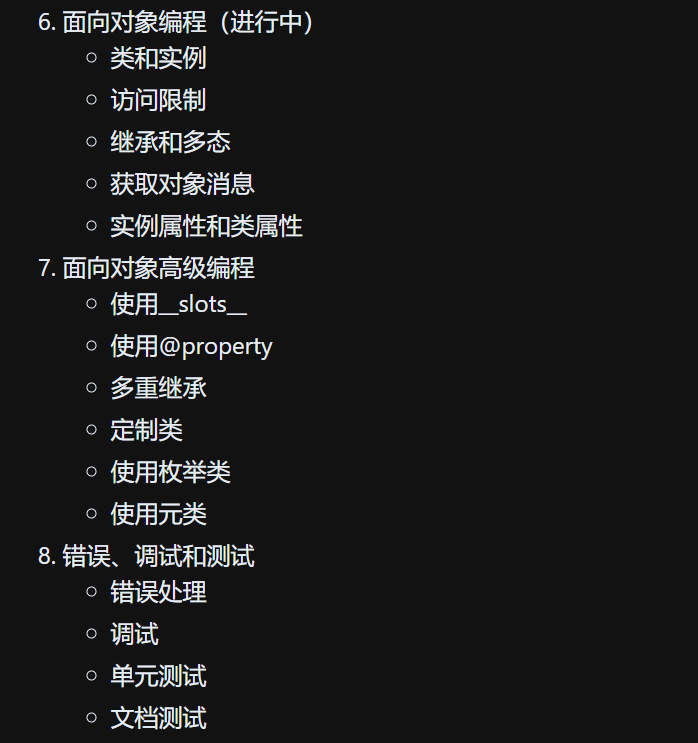 6. 面向对象编程（进行中）
○ 类和实例
○ 访问限制
○ 继承和多态
○ 获取对象消息
○ 实例属性和类属性
7. 面向对象高级编程
○ 使用__slots__
○ 使用@property
○ 多重继承
○ 定制类
○ 使用枚举类
○ 使用元类
8. 错误、调试和测试
○ 错误处理
○ 调试
○ 单元测试
○ 文档测试